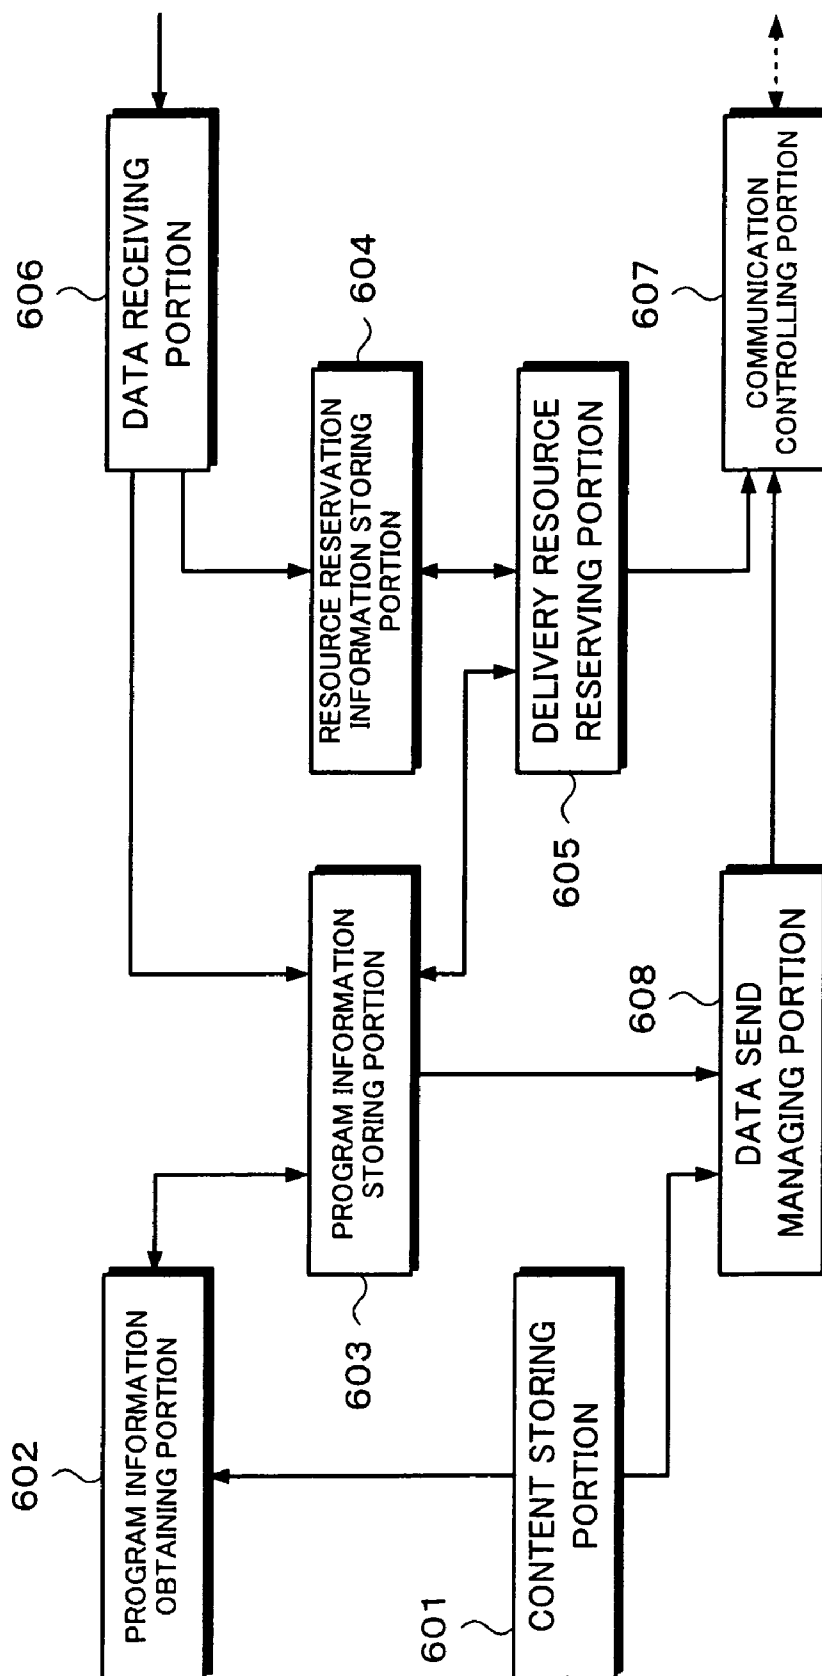 602
PROGRAM INFORMATION
OBTAINING PORTION
606
DATA RECEIVING
PORTION
603
PROGRAM INFORMATION
STORING PORTION
604
RESOURCE RESERVATION
INFORMATION STORING
PORTION
601
CONTENT STORING
PORTION
605
DELIVERY RESOURCE
RESERVING PORTION
608
DATA SEND
MANAGING PORTION
607
COMMUNICATION
CONTROLLING PORTION